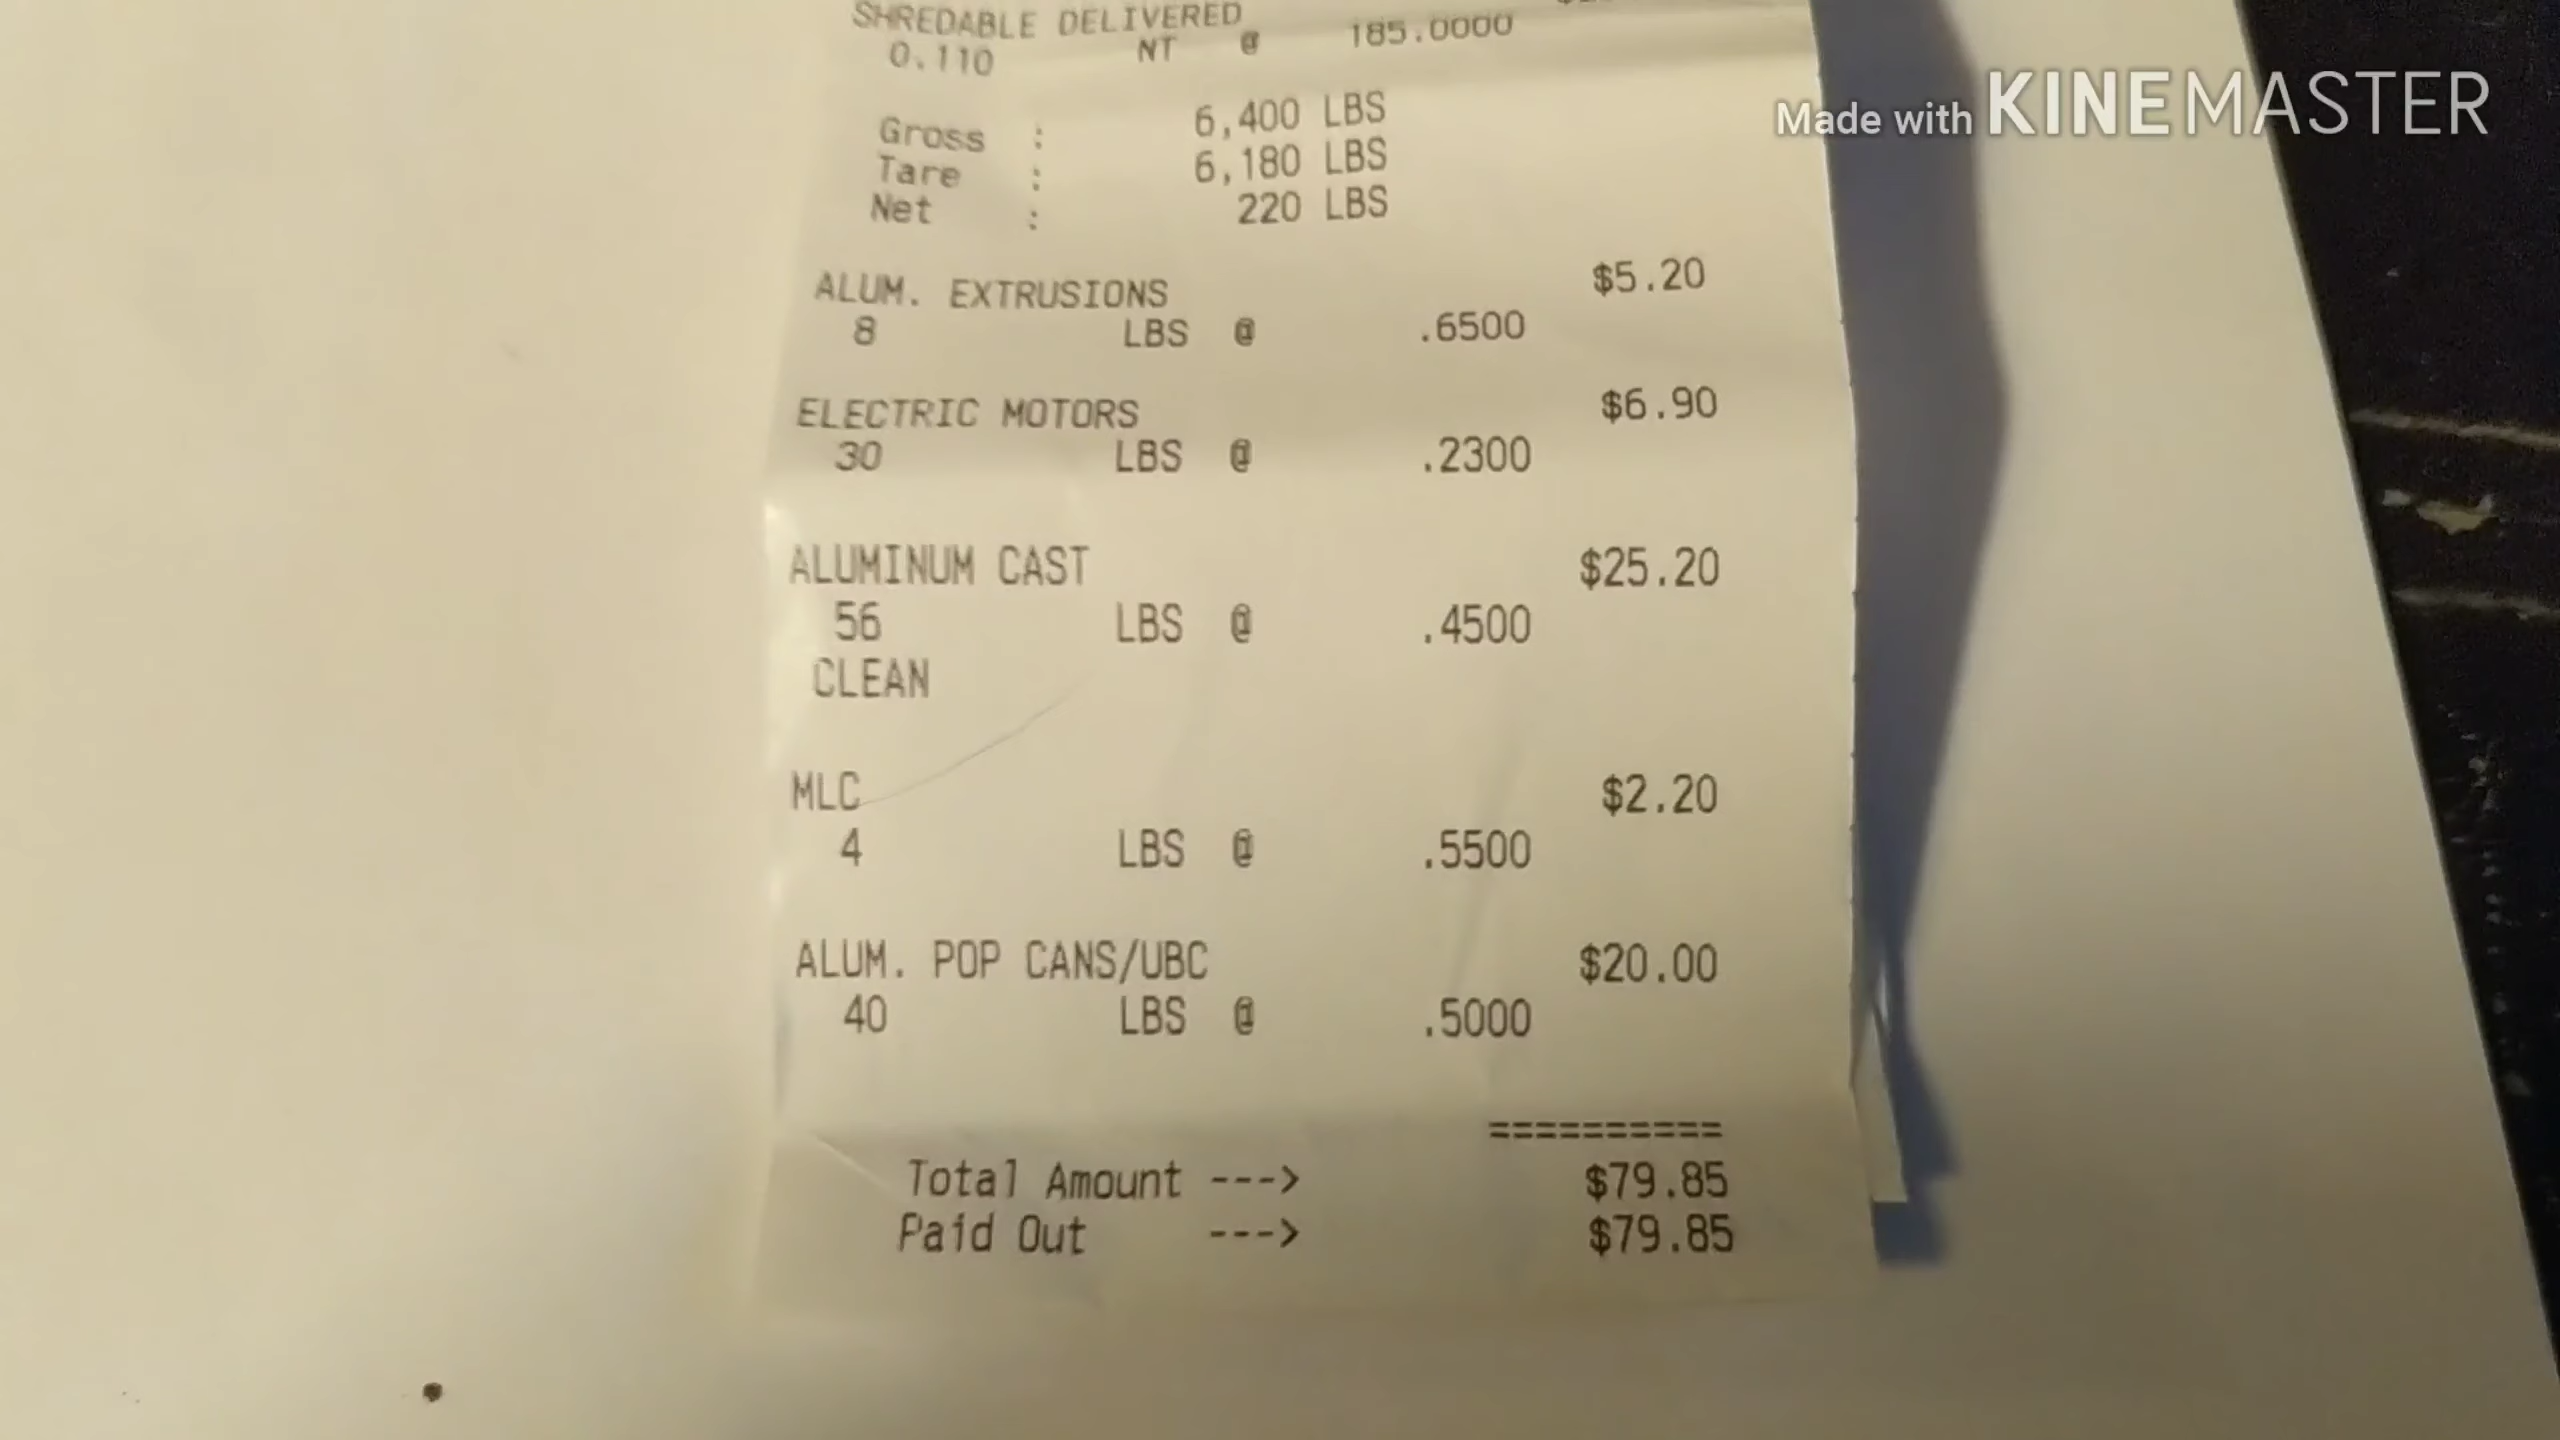 SHREDABLE DELIVERED
0.110 NT @ 185.0000
Gross : 6,400 LBS
Tare : 6,180 LBS
Net : 220 LBS
ALUM. EXTRUSIONS $5.20
8 LBS @ .6500
ELECTRIC MOTORS $6.90
30 LBS @ .2300
ALUMINUM CAST $25.20
56 LBS @ .4500
CLEAN
MLC $2.20
4 LBS @ .5500
ALUM. POP CANS/UBC $20.00
40 LBS @ .5000
==========
Total Amount ---> $79.85
Paid Out ---> $79.85
Made with KINEMASTER